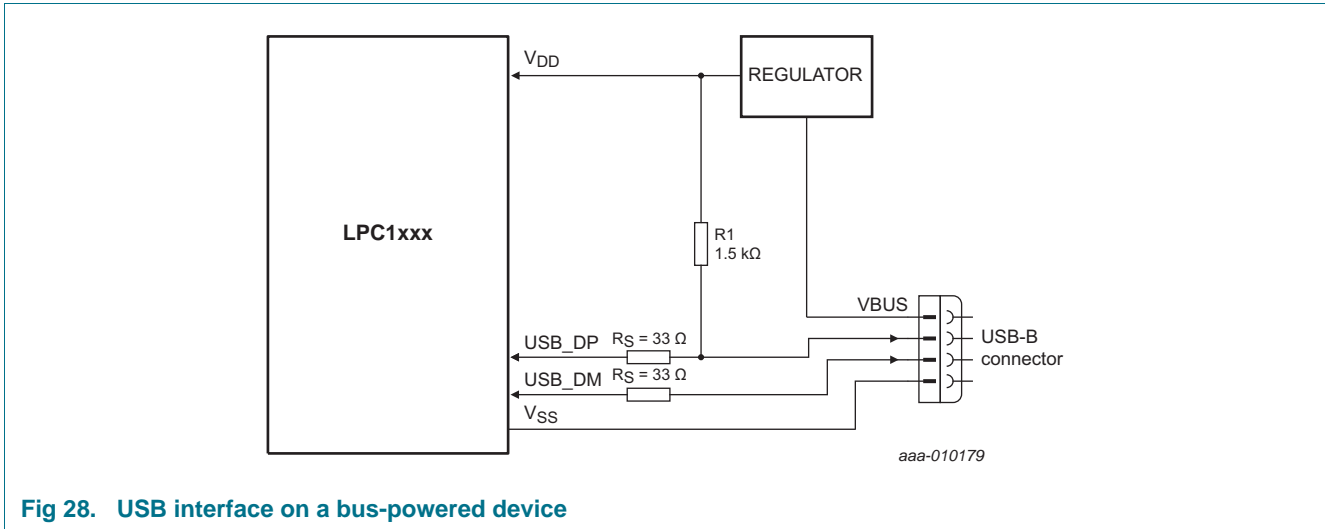 VDD
REGULATOR
LPC1xxx
R1
1.5 kΩ
VBUS
USB_DP RS = 33 Ω
USB-B
connector
USB_DM RS = 33 Ω
VSS
aaa-010179
Fig 28. USB interface on a bus-powered device